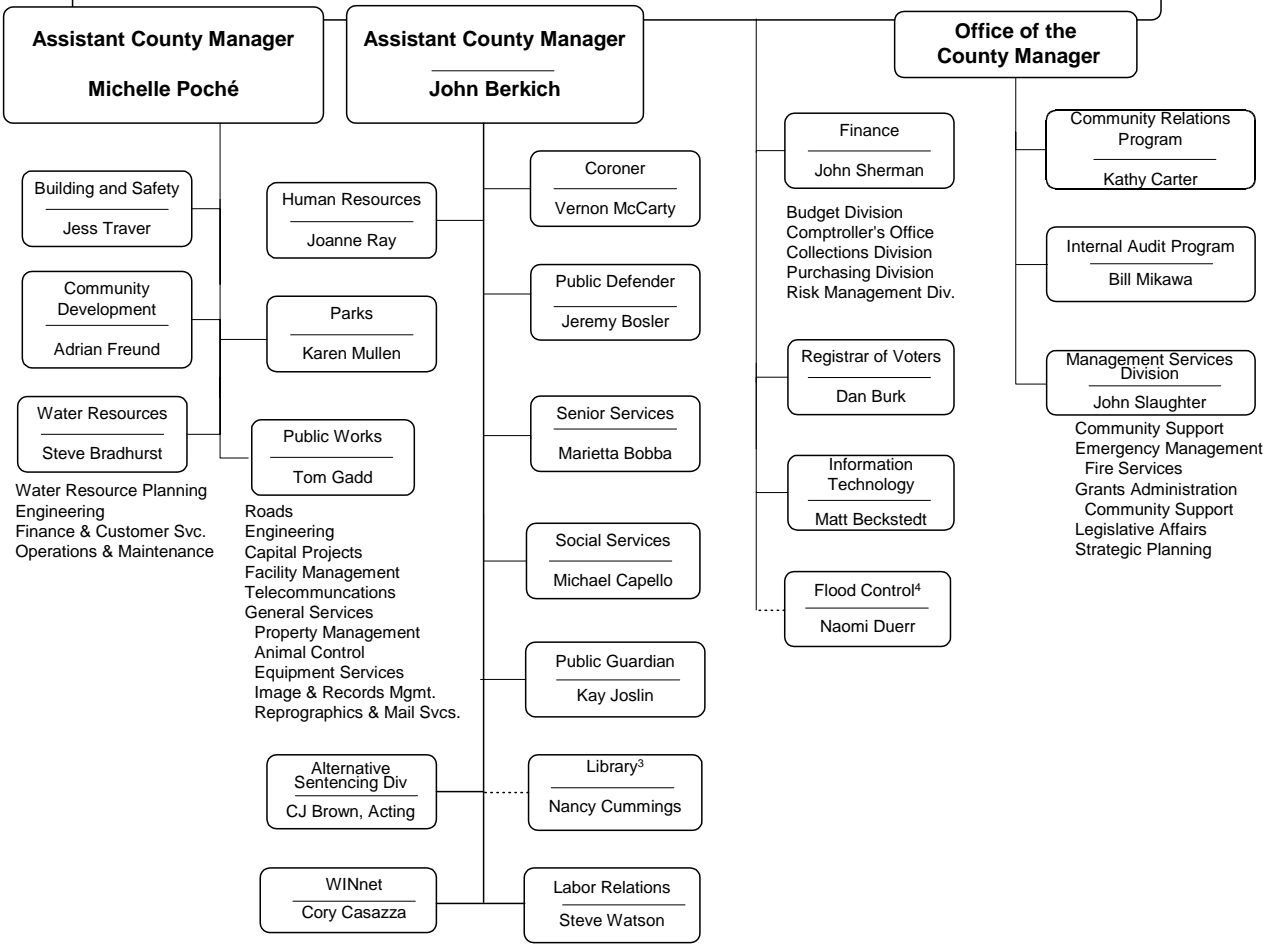 Assistant County Manager
Michelle Poché
Building and Safety
Jess Traver
Community
Development
Adrian Freund
Water Resources
Steve Bradhurst
Water Resource Planning
Engineering
Finance & Customer Svc.
Operations & Maintenance
Parks
Karen Mullen
Public Works
Tom Gadd
Roads
Engineering
Capital Projects
Facility Management
Telecommuncations
General Services
Property Management
Animal Control
Equipment Services
Image & Records Mgmt.
Reprographics & Mail Svcs.
Assistant County Manager
John Berkich
Human Resources
Joanne Ray
Coroner
Vernon McCarty
Public Defender
Jeremy Bosler
Senior Services
Marietta Bobba
Social Services
Michael Capello
Public Guardian
Kay Joslin
Alternative
Sentencing Div
CJ Brown, Acting
Library³
Nancy Cummings
WINnet
Cory Casazza
Labor Relations
Steve Watson
Finance
John Sherman
Budget Division
Comptroller's Office
Collections Division
Purchasing Division
Risk Management Div.
Registrar of Voters
Dan Burk
Information
Technology
Matt Beckstedt
Flood Control⁴
Naomi Duerr
Office of the
County Manager
Community Relations
Program
Kathy Carter
Internal Audit Program
Bill Mikawa
Management Services
Division
John Slaughter
Community Support
Emergency Management
Fire Services
Grants Administration
Community Support
Legislative Affairs
Strategic Planning